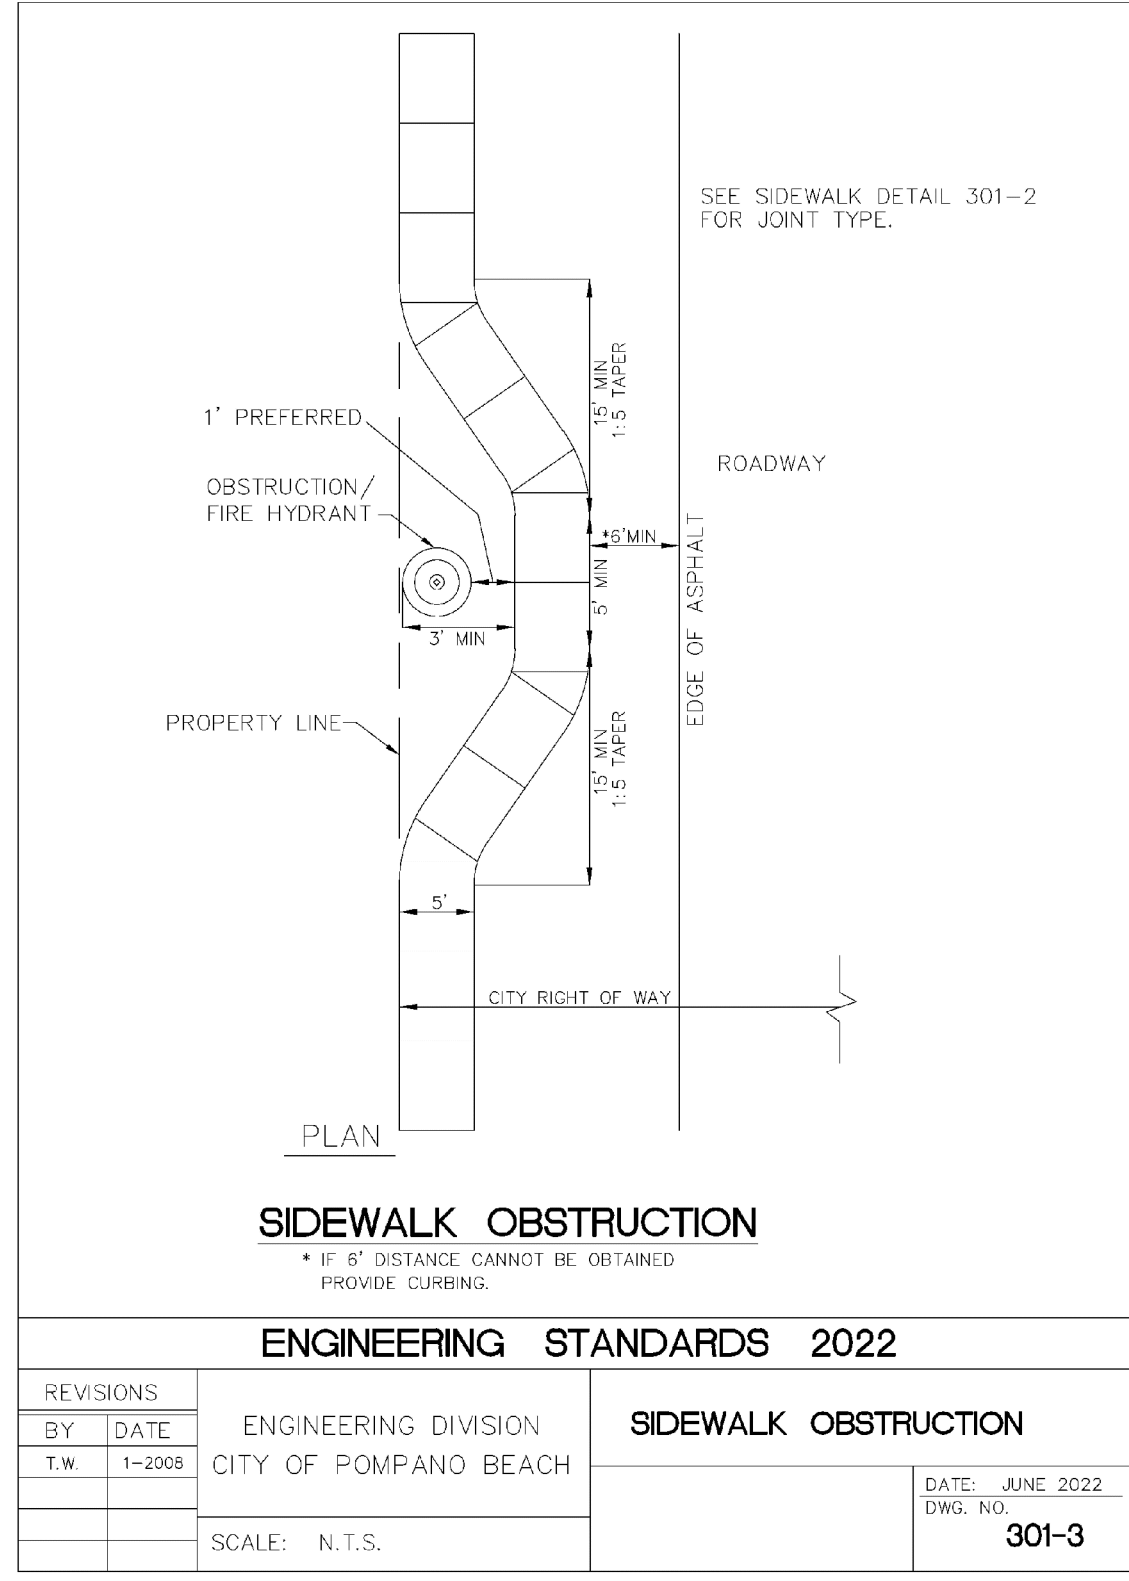 SEE SIDEWALK DETAIL 301-2
FOR JOINT TYPE.
15' MIN
1:5 TAPER
1' PREFERRED
ROADWAY
OBSTRUCTION/
FIRE HYDRANT
*6'MIN
5' MIN
EDGE OF ASPHALT
3' MIN
PROPERTY LINE
15' MIN
1:5 TAPER
5'
CITY RIGHT OF WAY
PLAN
SIDEWALK OBSTRUCTION
* IF 6' DISTANCE CANNOT BE OBTAINED
PROVIDE CURBING.
ENGINEERING STANDARDS 2022
REVISIONS
BY DATE
T.W. 1-2008
ENGINEERING DIVISION
CITY OF POMPANO BEACH
SCALE: N.T.S.
SIDEWALK OBSTRUCTION
DATE: JUNE 2022
DWG. NO.
301-3